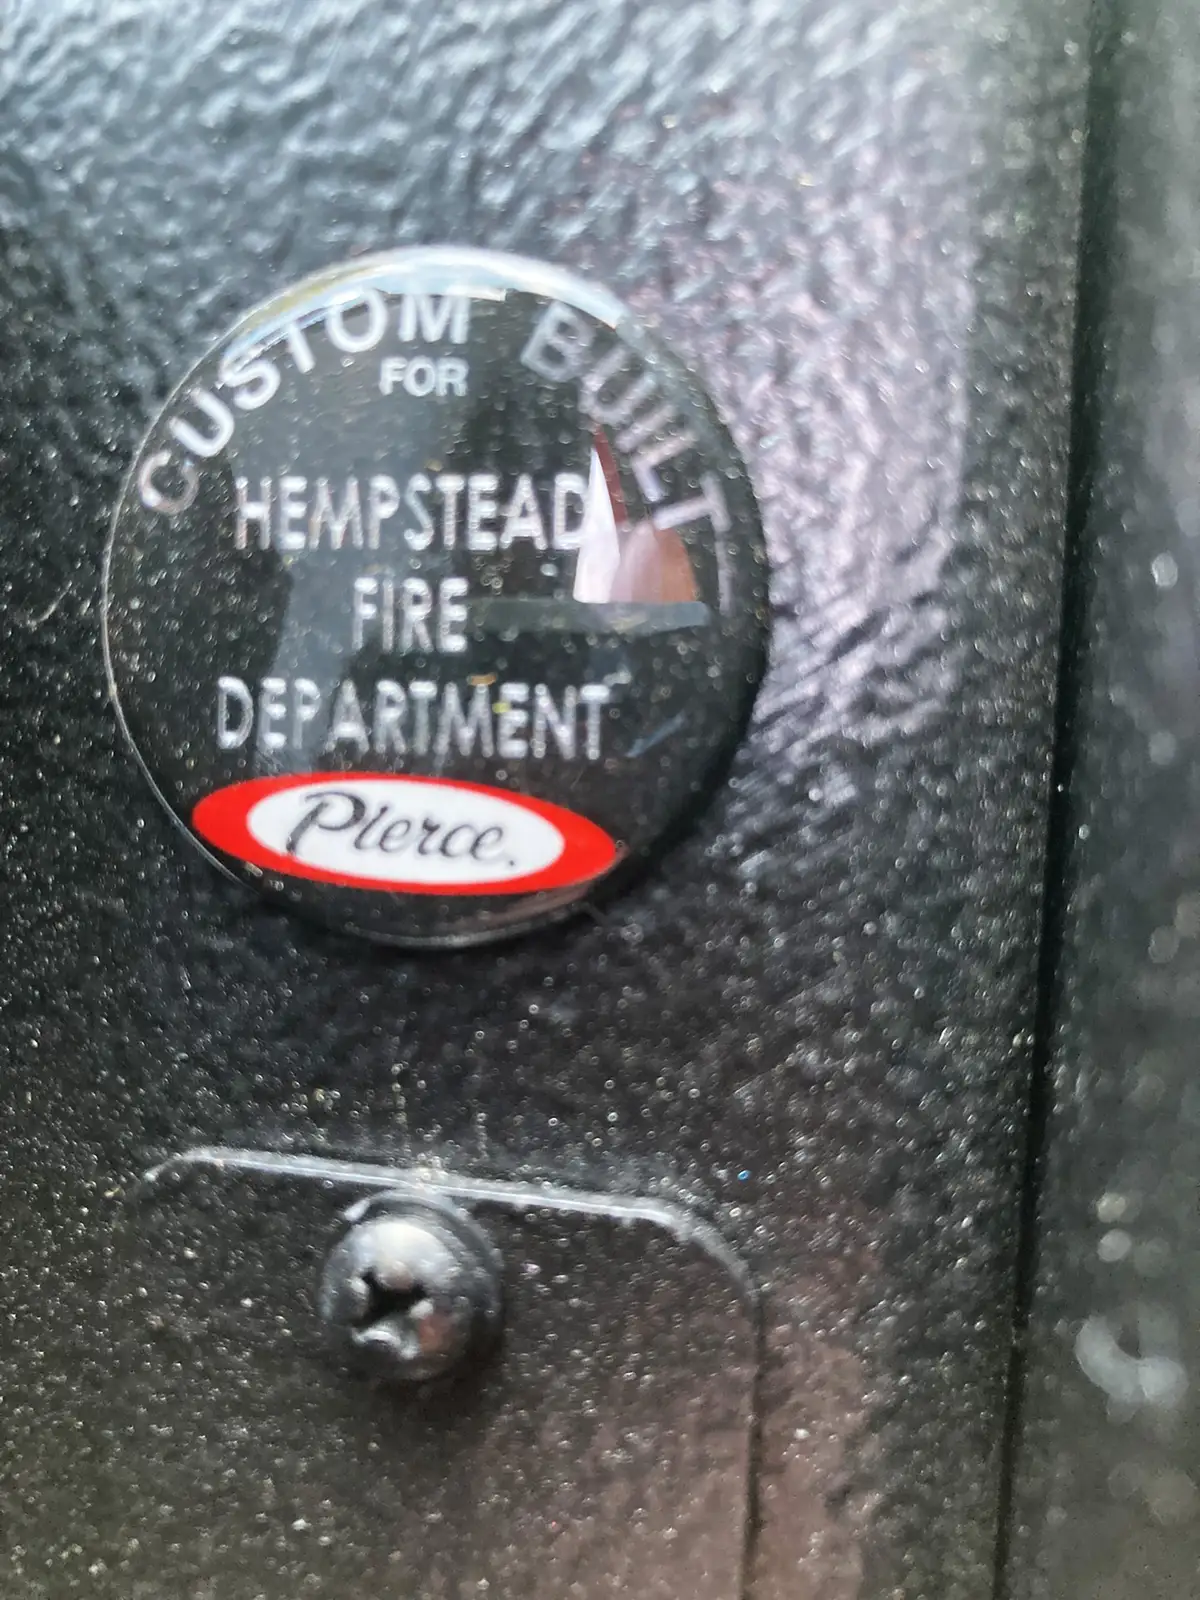 CUSTOM BUILT
FOR
HEMPSTEAD
FIRE
DEPARTMENT
Pierce.